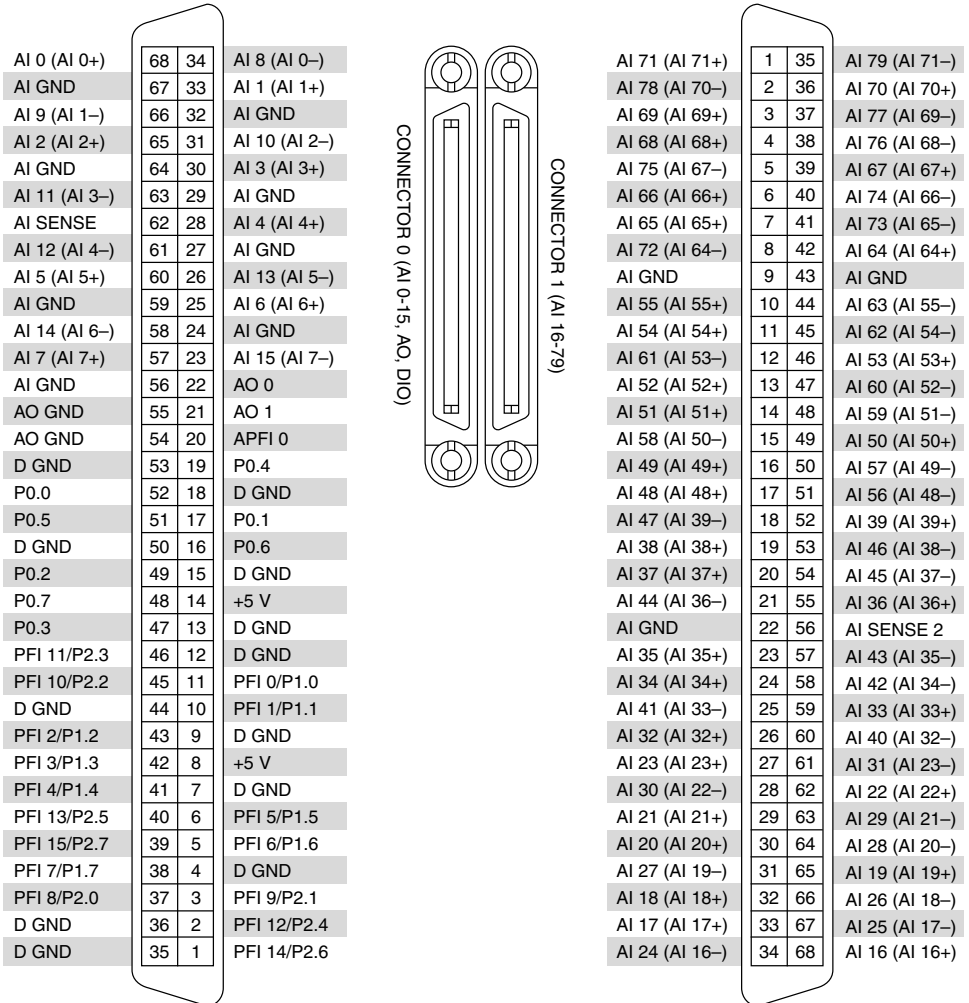 AI 0 (AI 0+) 68 34 AI 8 (AI 0–)
AI GND 67 33 AI 1 (AI 1+)
AI 9 (AI 1–) 66 32 AI GND
AI 2 (AI 2+) 65 31 AI 10 (AI 2–)
AI GND 64 30 AI 3 (AI 3+)
AI 11 (AI 3–) 63 29 AI GND
AI SENSE 62 28 AI 4 (AI 4+)
AI 12 (AI 4–) 61 27 AI GND
AI 5 (AI 5+) 60 26 AI 13 (AI 5–)
AI GND 59 25 AI 6 (AI 6+)
AI 14 (AI 6–) 58 24 AI GND
AI 7 (AI 7+) 57 23 AI 15 (AI 7–)
AI GND 56 22 AO 0
AO GND 55 21 AO 1
AO GND 54 20 APFI 0
D GND 53 19 P0.4
P0.0 52 18 D GND
P0.5 51 17 P0.1
D GND 50 16 P0.6
P0.2 49 15 D GND
P0.7 48 14 +5 V
P0.3 47 13 D GND
PFI 11/P2.3 46 12 D GND
PFI 10/P2.2 45 11 PFI 0/P1.0
D GND 44 10 PFI 1/P1.1
PFI 2/P1.2 43 9 D GND
PFI 3/P1.3 42 8 +5 V
PFI 4/P1.4 41 7 D GND
PFI 13/P2.5 40 6 PFI 5/P1.5
PFI 15/P2.7 39 5 PFI 6/P1.6
PFI 7/P1.7 38 4 D GND
PFI 8/P2.0 37 3 PFI 9/P2.1
D GND 36 2 PFI 12/P2.4
D GND 35 1 PFI 14/P2.6
CONNECTOR 0 (AI 0-15, AO, DIO)
CONNECTOR 1 (AI 16-79)
AI 71 (AI 71+) 1 35 AI 79 (AI 71–)
AI 78 (AI 70–) 2 36 AI 70 (AI 70+)
AI 69 (AI 69+) 3 37 AI 77 (AI 69–)
AI 68 (AI 68+) 4 38 AI 76 (AI 68–)
AI 75 (AI 67–) 5 39 AI 67 (AI 67+)
AI 66 (AI 66+) 6 40 AI 74 (AI 66–)
AI 65 (AI 65+) 7 41 AI 73 (AI 65–)
AI 72 (AI 64–) 8 42 AI 64 (AI 64+)
AI GND 9 43 AI GND
AI 55 (AI 55+) 10 44 AI 63 (AI 55–)
AI 54 (AI 54+) 11 45 AI 62 (AI 54–)
AI 61 (AI 53–) 12 46 AI 53 (AI 53+)
AI 52 (AI 52+) 13 47 AI 60 (AI 52–)
AI 51 (AI 51+) 14 48 AI 59 (AI 51–)
AI 58 (AI 50–) 15 49 AI 50 (AI 50+)
AI 49 (AI 49+) 16 50 AI 57 (AI 49–)
AI 48 (AI 48+) 17 51 AI 56 (AI 48–)
AI 47 (AI 39–) 18 52 AI 39 (AI 39+)
AI 38 (AI 38+) 19 53 AI 46 (AI 38–)
AI 37 (AI 37+) 20 54 AI 45 (AI 37–)
AI 44 (AI 36–) 21 55 AI 36 (AI 36+)
AI GND 22 56 AI SENSE 2
AI 35 (AI 35+) 23 57 AI 43 (AI 35–)
AI 34 (AI 34+) 24 58 AI 42 (AI 34–)
AI 41 (AI 33–) 25 59 AI 33 (AI 33+)
AI 32 (AI 32+) 26 60 AI 40 (AI 32–)
AI 23 (AI 23+) 27 61 AI 31 (AI 23–)
AI 30 (AI 22–) 28 62 AI 22 (AI 22+)
AI 21 (AI 21+) 29 63 AI 29 (AI 21–)
AI 20 (AI 20+) 30 64 AI 28 (AI 20–)
AI 27 (AI 19–) 31 65 AI 19 (AI 19+)
AI 18 (AI 18+) 32 66 AI 26 (AI 18–)
AI 17 (AI 17+) 33 67 AI 25 (AI 17–)
AI 24 (AI 16–) 34 68 AI 16 (AI 16+)